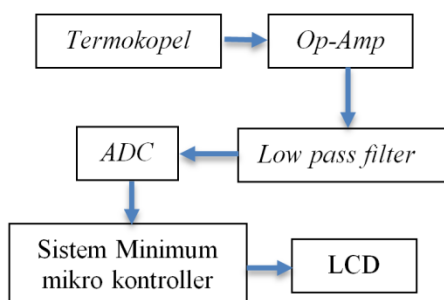 Termokopel
Op-Amp
Low pass filter
ADC
Sistem Minimum
mikro kontroller
LCD